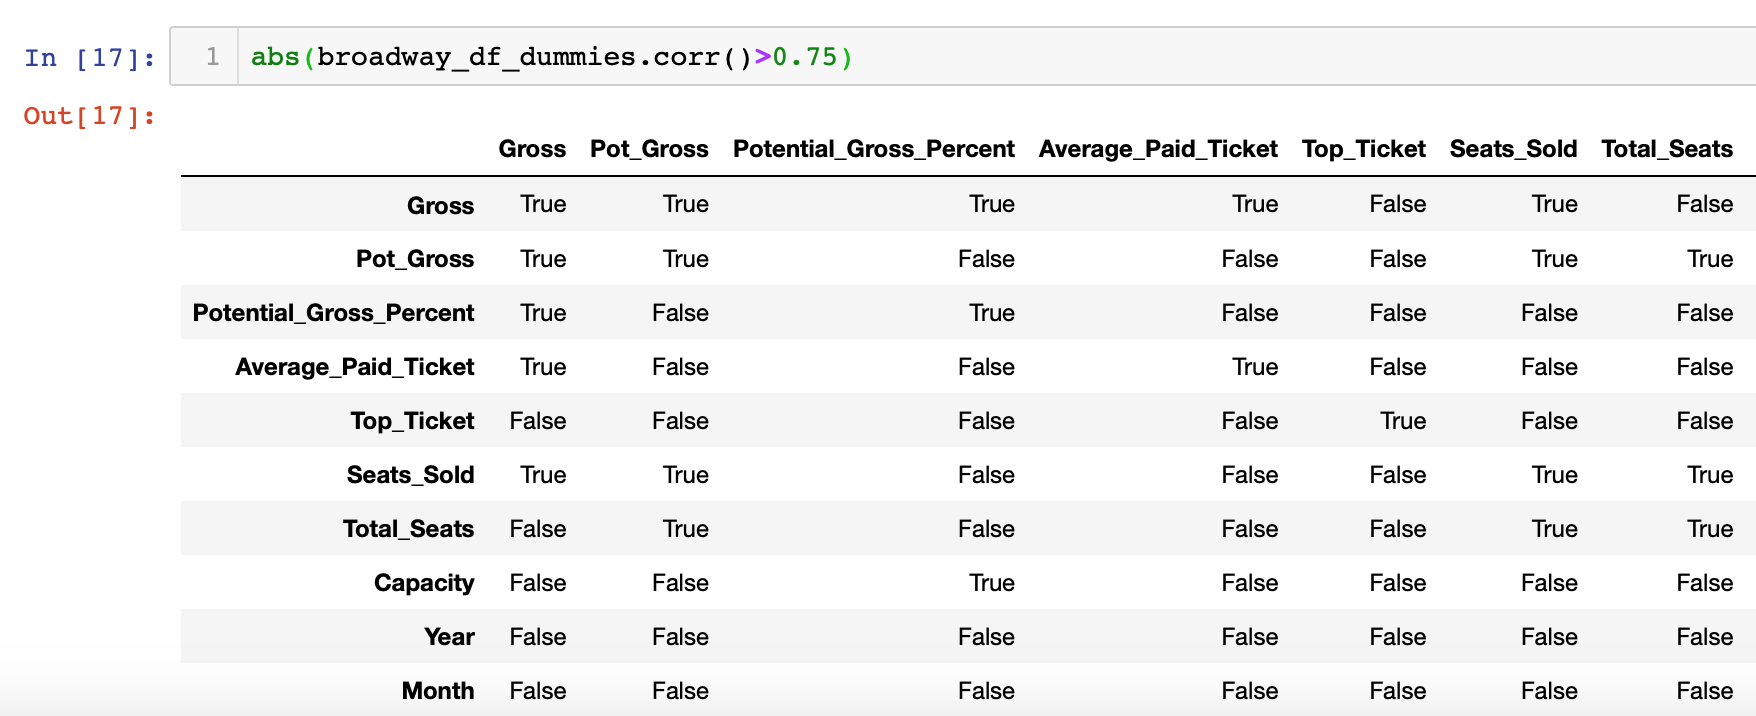 In [17]: 1 abs(broadway_df_dummies.corr()>0.75)
Out[17]:
Gross Pot_Gross Potential_Gross_Percent Average_Paid_Ticket Top_Ticket Seats_Sold Total_Seats
Gross True True True True False True False
Pot_Gross True True False False False True True
Potential_Gross_Percent True False True False False False False
Average_Paid_Ticket True False False True False False False
Top_Ticket False False False False True False False
Seats_Sold True True False False False True True
Total_Seats False True False False False True True
Capacity False False True False False False False
Year False False False False False False False
Month False False False False False False False